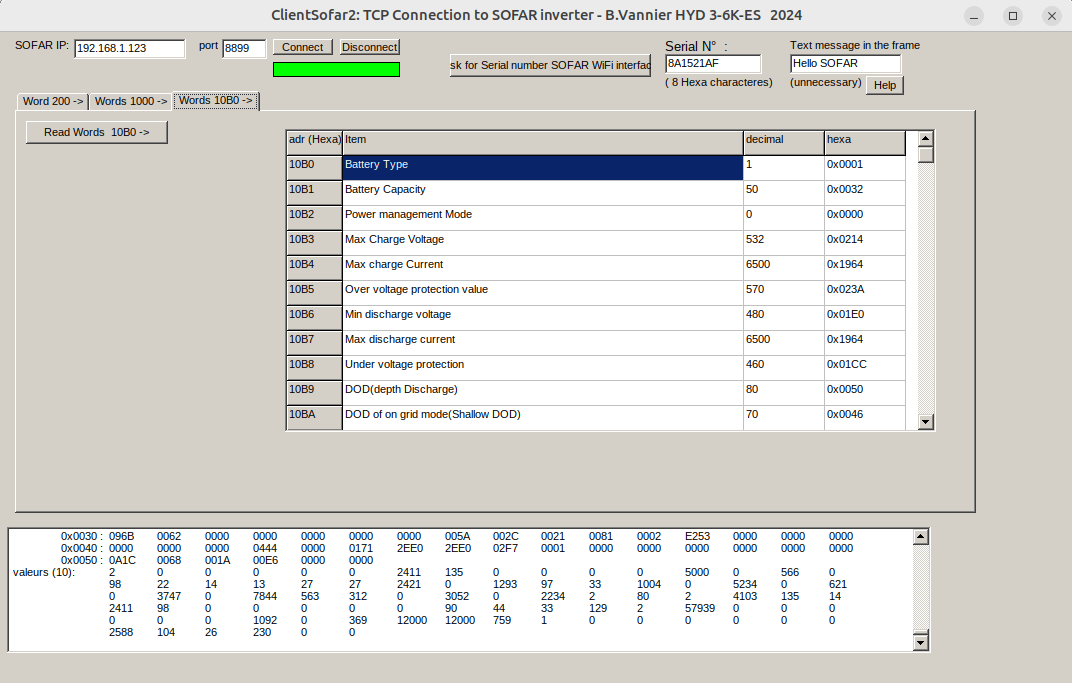 ClientSofar2: TCP Connection to SOFAR inverter - B.Vannier HYD 3-6K-ES 2024
SOFAR IP: 192.168.1.123 port 8899 Connect Disconnect
sk for Serial number SOFAR WiFi interfac
Serial N° :
8A1521AF
( 8 Hexa characteres)
Text message in the frame
Hello SOFAR
(unnecessary) Help
Word 200 -> Words 1000 -> Words 10B0 ->
Read Words 10B0 ->
adr (Hexa) Item decimal hexa
10B0 Battery Type 1 0x0001
10B1 Battery Capacity 50 0x0032
10B2 Power management Mode 0 0x0000
10B3 Max Charge Voltage 532 0x0214
10B4 Max charge Current 6500 0x1964
10B5 Over voltage protection value 570 0x023A
10B6 Min discharge voltage 480 0x01E0
10B7 Max discharge current 6500 0x1964
10B8 Under voltage protection 460 0x01CC
10B9 DOD(depth Discharge) 80 0x0050
10BA DOD of on grid mode(Shallow DOD) 70 0x0046
0x0030 : 096B 0062 0000 0000 0000 0000 0000 005A 002C 0021 0081 0002 E253 0000 0000 0000
0x0040 : 0000 0000 0000 0444 0000 0171 2EE0 2EE0 02F7 0001 0000 0000 0000 0000 0000 0000
0x0050 : 0A1C 0068 001A 00E6 0000 0000
valeurs (10): 2 0 0 0 0 0 2411 135 0 0 0 0 5000 0 566 0
98 22 14 13 27 27 2421 0 1293 97 33 1004 0 5234 0 621
0 3747 0 7844 563 312 0 3052 0 2234 2 80 2 4103 135 14
2411 98 0 0 0 0 0 90 44 33 129 2 57939 0 0 0
0 0 0 1092 0 369 12000 12000 759 1 0 0 0 0 0 0
2588 104 26 230 0 0